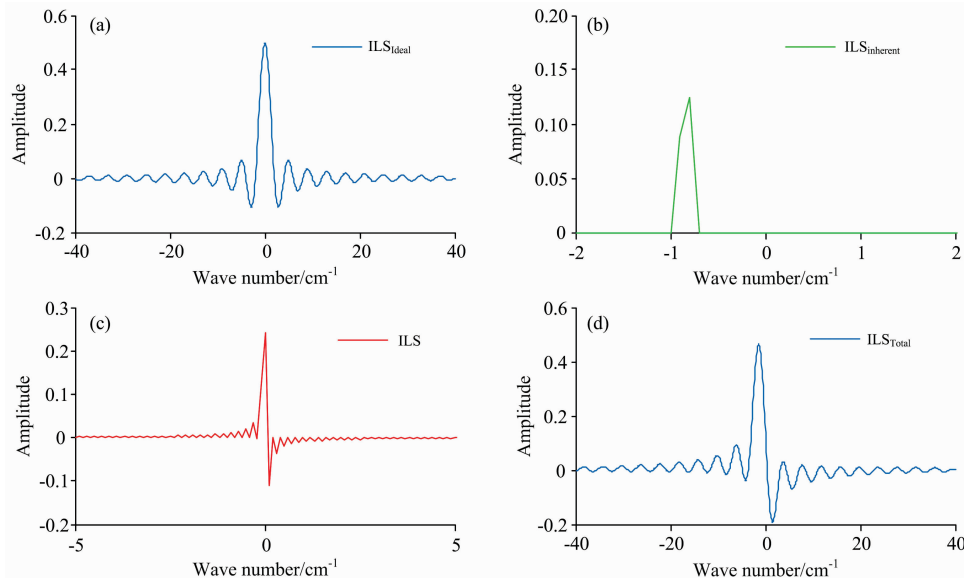 (a)
ILSIdeal
Amplitude
0.6
0.4
0.2
0
-0.2
-40 -20 0 20 40
Wave number/cm-1
(b)
ILSinherent
Amplitude
0.20
0.15
0.10
0.05
0
-2 -1 0 1 2
Wave number/cm-1
(c)
ILS
Amplitude
0.3
0.2
0.1
0
-0.1
-0.2
-5 0 5
Wave number/cm-1
(d)
ILSTotal
Amplitude
0.6
0.4
0.2
0
-0.2
-40 -20 0 20 40
Wave number/cm-1